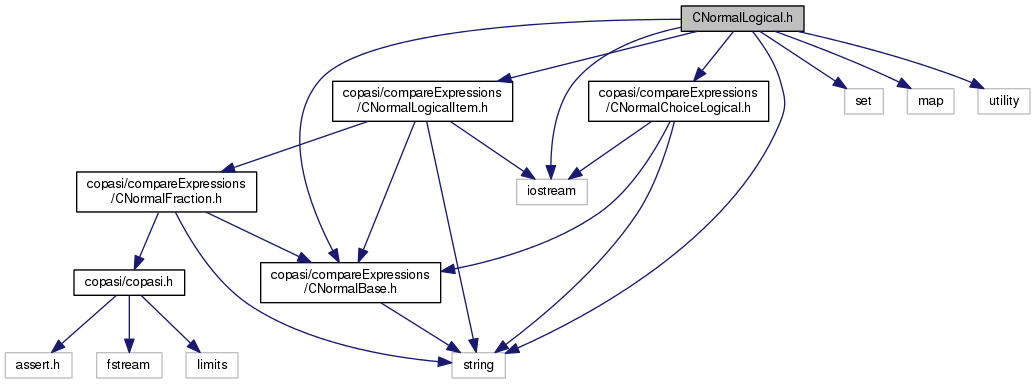 CNormalLogical.h
copasi/compareExpressions
/CNormalLogicalItem.h
copasi/compareExpressions
/CNormalChoiceLogical.h
set
map
utility
copasi/compareExpressions
/CNormalFraction.h
iostream
copasi/copasi.h
copasi/compareExpressions
/CNormalBase.h
assert.h
fstream
limits
string